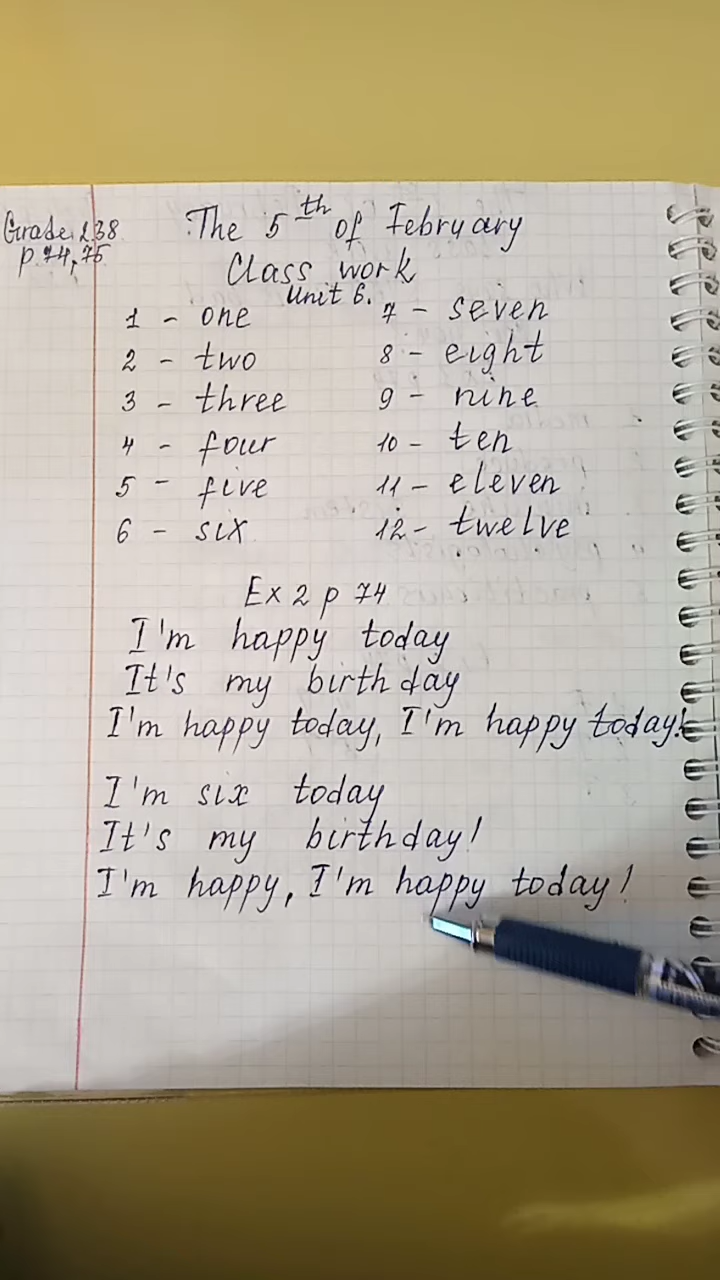 Grade 2 38
p. 74, 75
The 5th of February
Class work
Unit 6.
1 - one
2 - two
3 - three
4 - four
5 - five
6 - six
7 - seven
8 - eight
9 - nine
10 - ten
11 - eleven
12 - twelve
Ex 2 p 74
I'm happy today
It's my birthday
I'm happy today, I'm happy today!
I'm six today
It's my birthday!
I'm happy, I'm happy today!